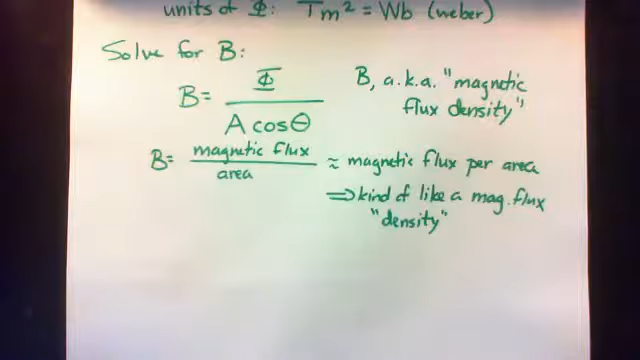 units of Φ: Tm² = Wb (weber)
Solve for B:
B = Φ / A cosΘ
B, a.k.a. "magnetic
flux density"
B = magnetic flux / area ≈ magnetic flux per area
⇒ kind of like a mag. flux
"density"